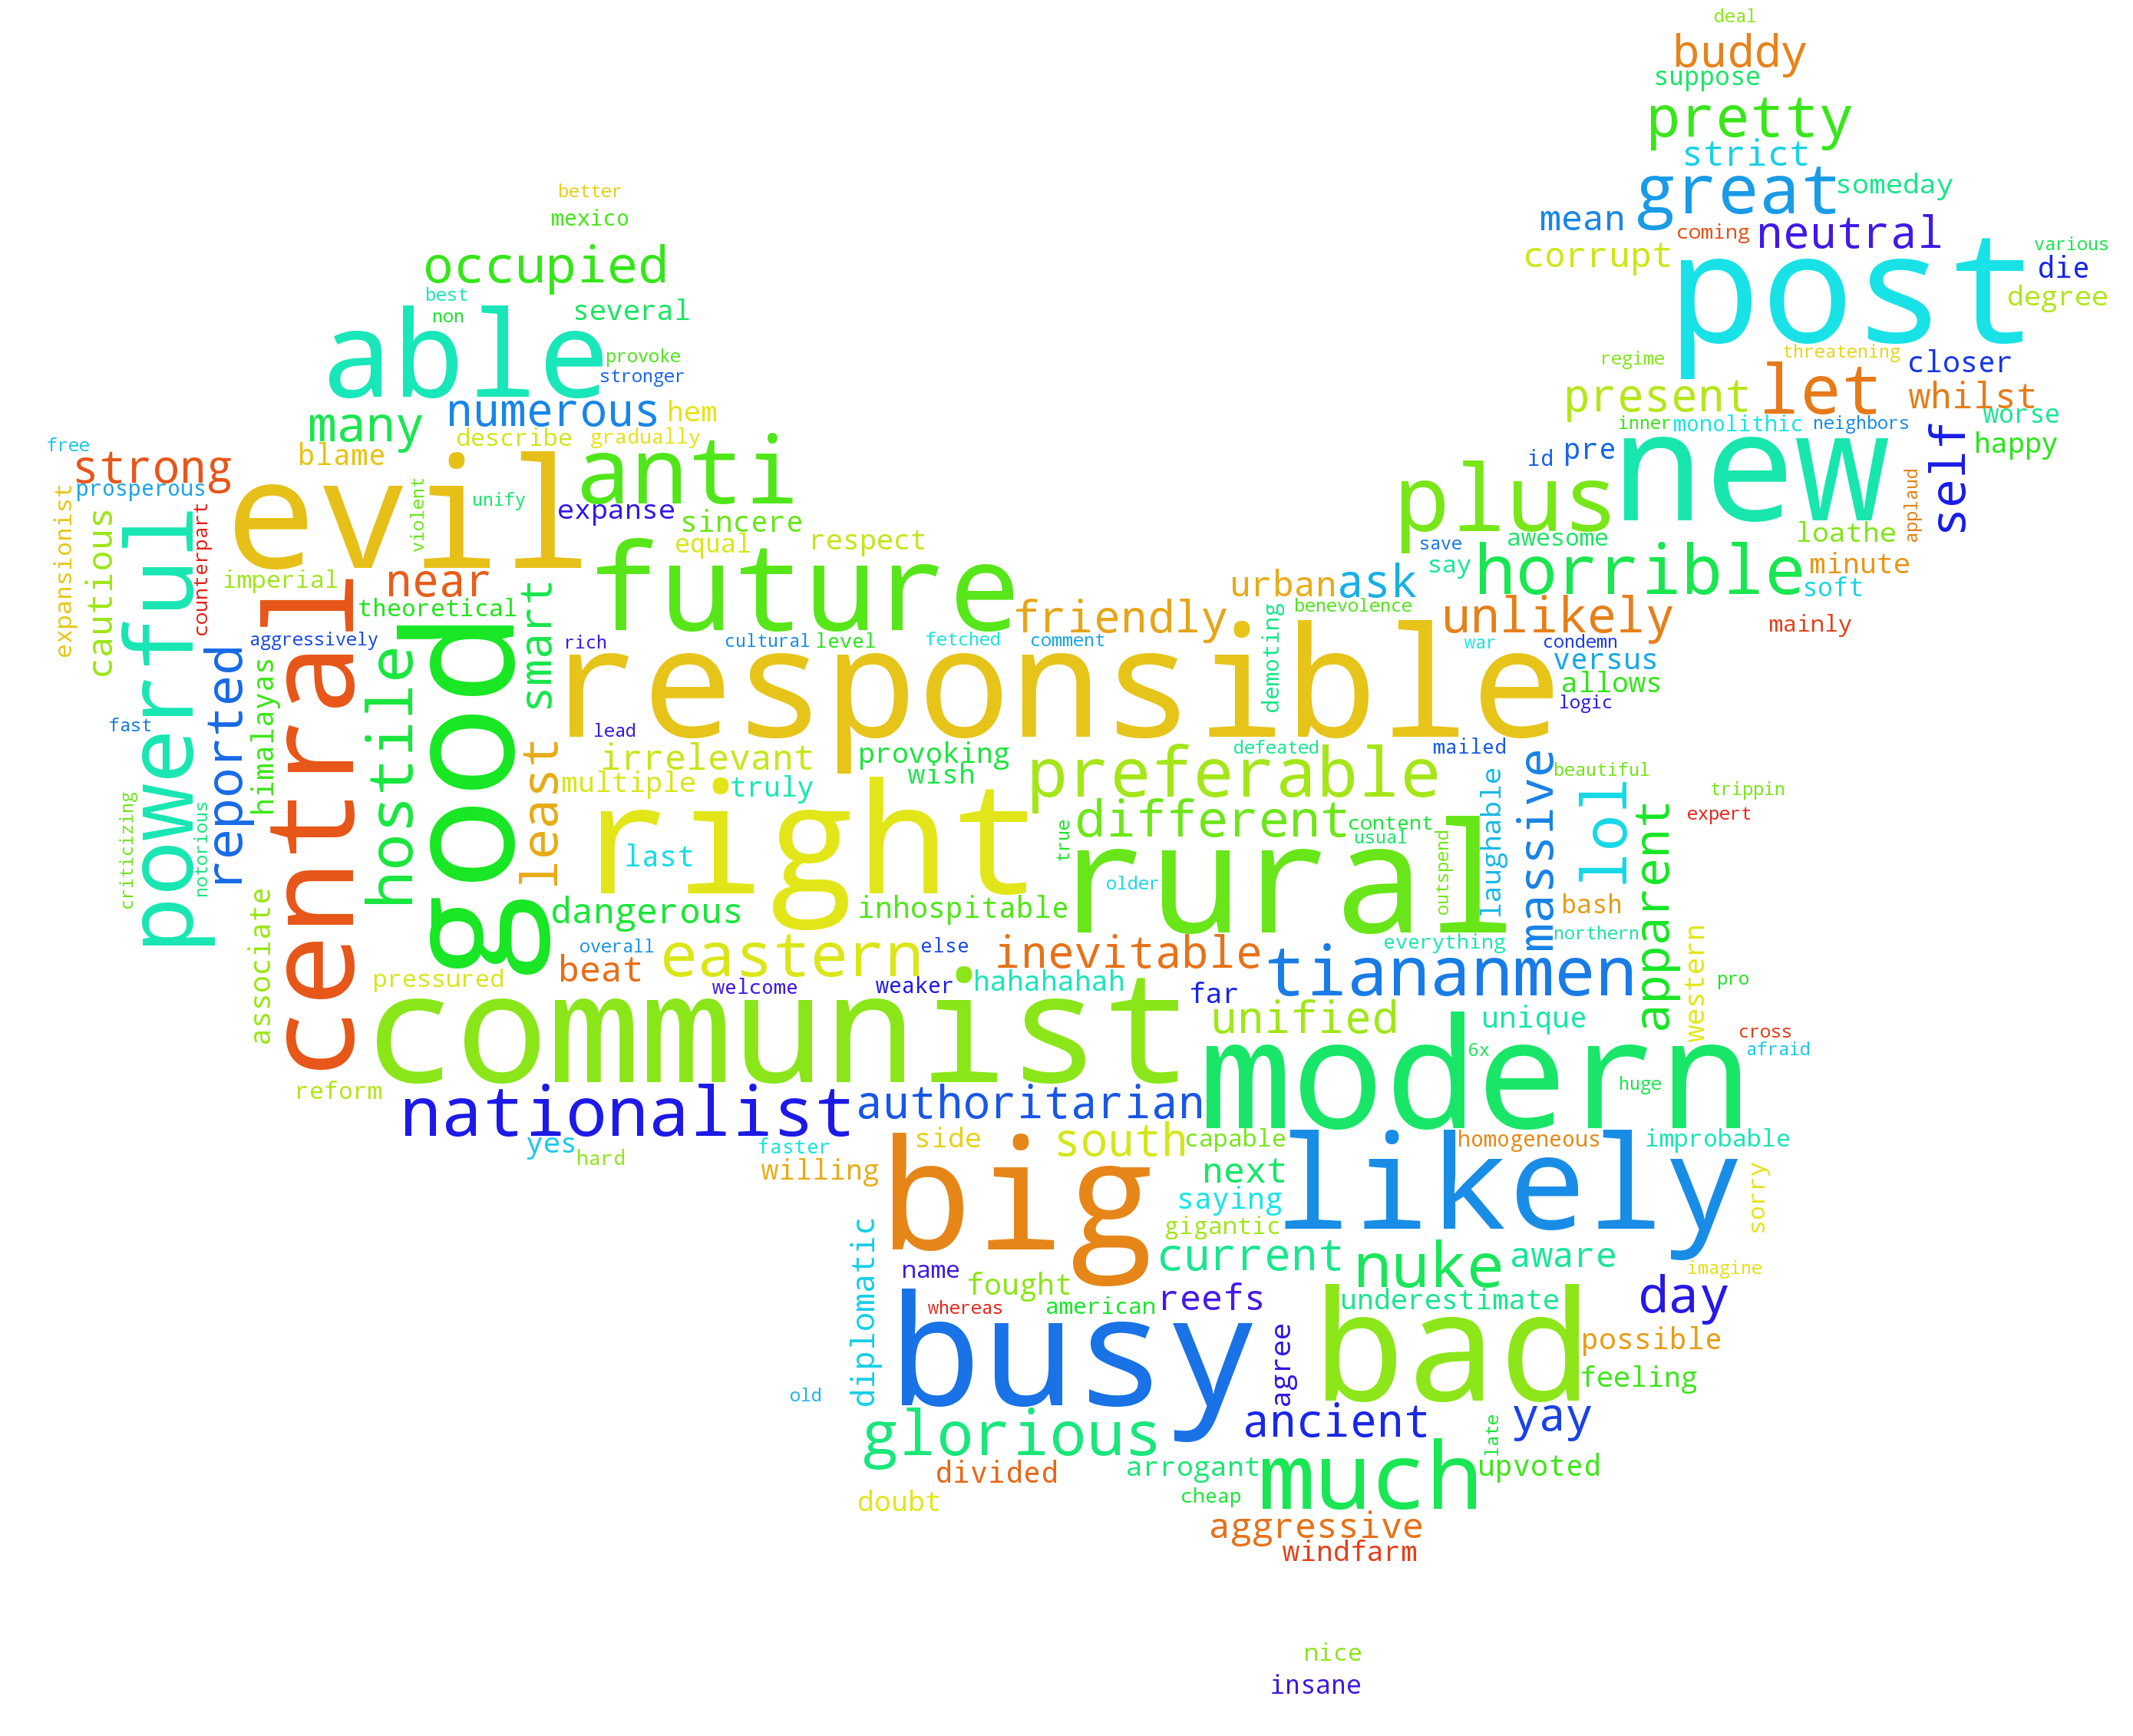 deal
buddy
suppose
pretty
strict
great
someday
mean
neutral
coming
corrupt
post
various
die
degree
better
mexico
occupied
best
non
several
able
provoke
stronger
regime
threatening
closer
present
let
whilst
worse
many
numerous
hem
describe
gradually
inner
monolithic
neighbors
happy
free
strong
blame
anti
id
pre
new
self
prosperous
evil
violent
unify
expanse
sincere
plus
applaud
loathe
expansionist
cautious
powerful
counterpart
equal
respect
save
awesome
say
horrible
minute
soft
imperial
near
future
urban
ask
theoretical
smart
friendly
benevolence
unlikely
mainly
central
good
aggressively
hostile
reported
himalayas
rich
cultural
level
fetched
comment
demoting
war
condemn
versus
responsible
allows
logic
fast
lead
least
irrelevant
provoking
wish
defeated
preferable
mailed
multiple
truly
laughable
massive
beautiful
lol
trippin
expert
criticizing
notorious
right
last
different
content
usual
true
rural
older
outspend
apparent
bash
associate
dangerous
inhospitable
overall
beat
eastern
else
inevitable
everything
northern
western
tiananmen
pressured
welcome
weaker
hahahahah
far
pro
communist
unified
unique
cross
afraid
6x
modern
huge
reform
nationalist
authoritarian
yes
hard
faster
willing
side
south
capable
homogeneous
improbable
big
likely
next
saying
sorry
gigantic
current
nuke
aware
imagine
diplomatic
name
fought
reefs
underestimate
day
whereas
american
busy
agree
bad
possible
feeling
old
glorious
ancient
late
yay
divided
arrogant
much
upvoted
doubt
cheap
aggressive
windfarm
nice
insane